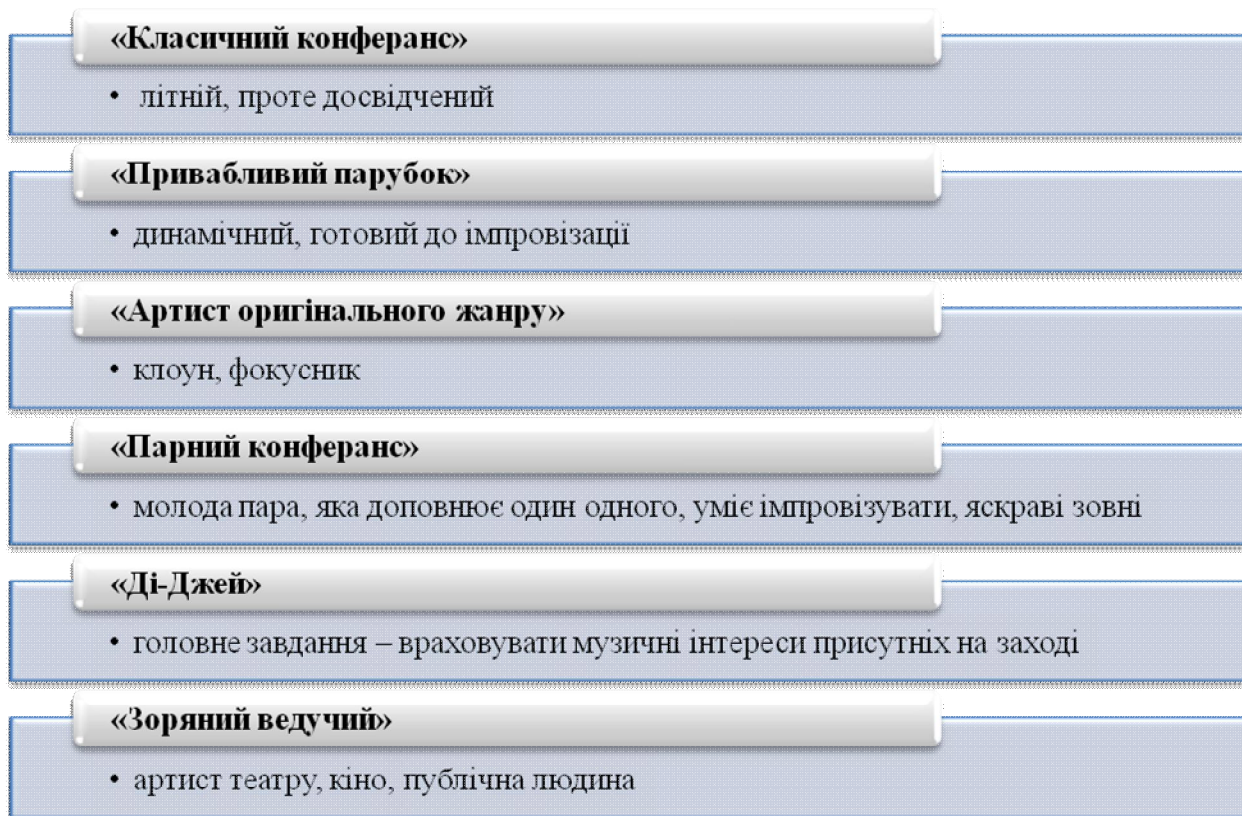 «Класичний конферанс»
• літній, проте досвідчений
«Привабливий парубок»
• динамічний, готовий до імпровізації
«Артист оригінального жанру»
• клоун, фокусник
«Парний конферанс»
• молода пара, яка доповнює один одного, уміє імпровізувати, яскраві зовні
«Ді-Джей»
• головне завдання – враховувати музичні інтереси присутніх на заході
«Зоряний ведучий»
• артист театру, кіно, публічна людина